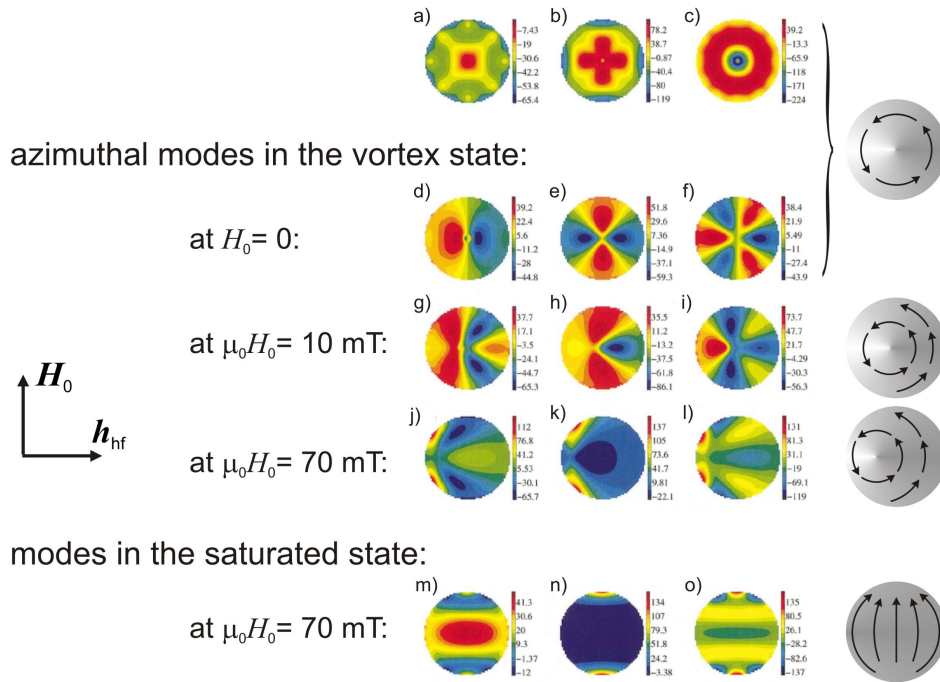 a) b) c)
-7.43 78.2 39.2
-19 38.7 -13.3
-30.6 -0.87 -65.9
-42.2 -40.4 -118
-53.8 -80 -171
-65.4 -119 -224
azimuthal modes in the vortex state:
d) e) f)
at H0= 0:
39.2 51.8 38.4
22.4 29.6 21.9
5.6 7.36 5.49
-11.2 -14.9 -11
-28 -37.1 -27.4
-44.8 -59.3 -43.9
g) h) i)
at μ0H0= 10 mT:
37.7 35.5 73.7
17.1 11.2 47.7
-3.5 -13.2 21.7
-24.1 -37.5 -4.29
-44.7 -61.8 -30.3
-65.3 -86.1 -56.3
H0
hhf
j) k) l)
at μ0H0= 70 mT:
112 137 131
76.8 105 81.3
41.2 73.6 31.1
5.53 41.7 -19
-30.1 9.81 -69.1
-65.7 -22.1 -119
modes in the saturated state:
m) n) o)
at μ0H0= 70 mT:
41.3 134 135
30.6 107 80.5
20 79.3 26.1
9.3 51.8 -28.2
-1.37 24.2 -82.6
-12 -3.38 -137